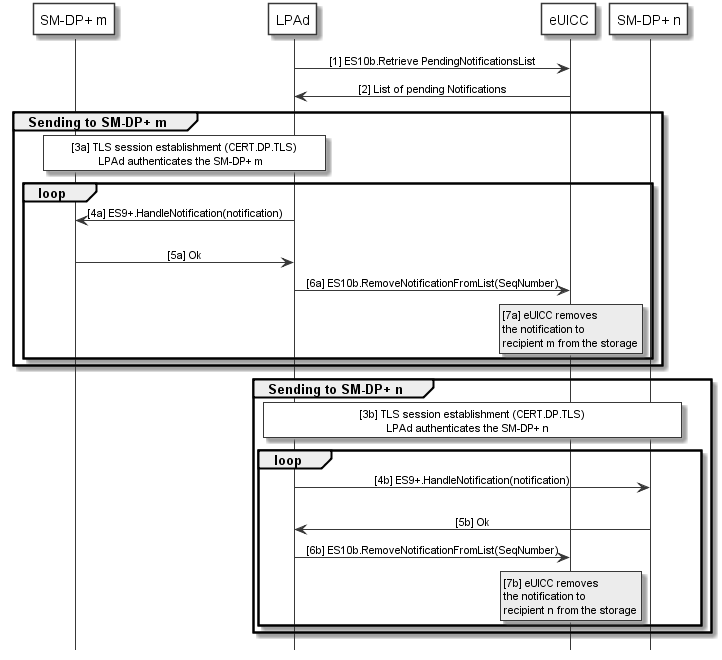 SM-DP+ m
LPAd
eUICC
SM-DP+ n
[1] ES10b.Retrieve PendingNotificationsList
[2] List of pending Notifications
Sending to SM-DP+ m
[3a] TLS session establishment (CERT.DP.TLS)
LPAd authenticates the SM-DP+ m
loop
[4a] ES9+.HandleNotification(notification)
[5a] Ok
[6a] ES10b.RemoveNotificationFromList(SeqNumber)
[7a] eUICC removes
the notification to
recipient m from the storage
Sending to SM-DP+ n
[3b] TLS session establishment (CERT.DP.TLS)
LPAd authenticates the SM-DP+ n
loop
[4b] ES9+.HandleNotification(notification)
[5b] Ok
[6b] ES10b.RemoveNotificationFromList(SeqNumber)
[7b] eUICC removes
the notification to
recipient n from the storage